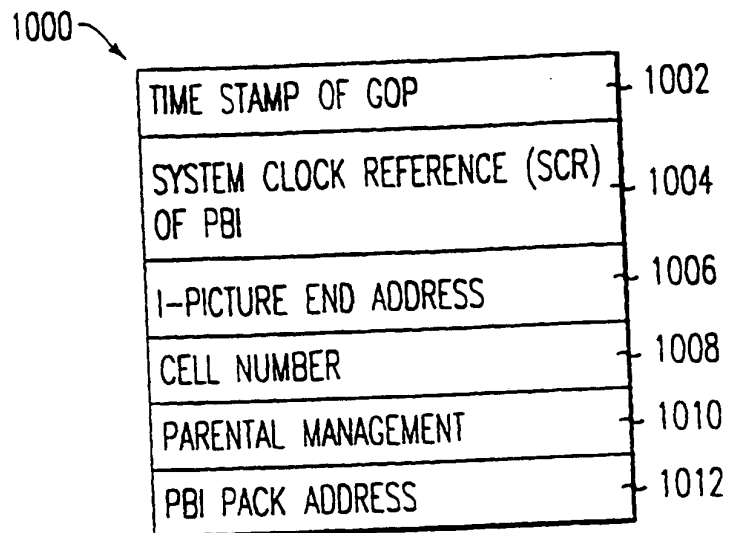 1000
TIME STAMP OF GOP 1002
SYSTEM CLOCK REFERENCE (SCR) 1004
OF PBI
I-PICTURE END ADDRESS 1006
CELL NUMBER 1008
PARENTAL MANAGEMENT 1010
PBI PACK ADDRESS 1012